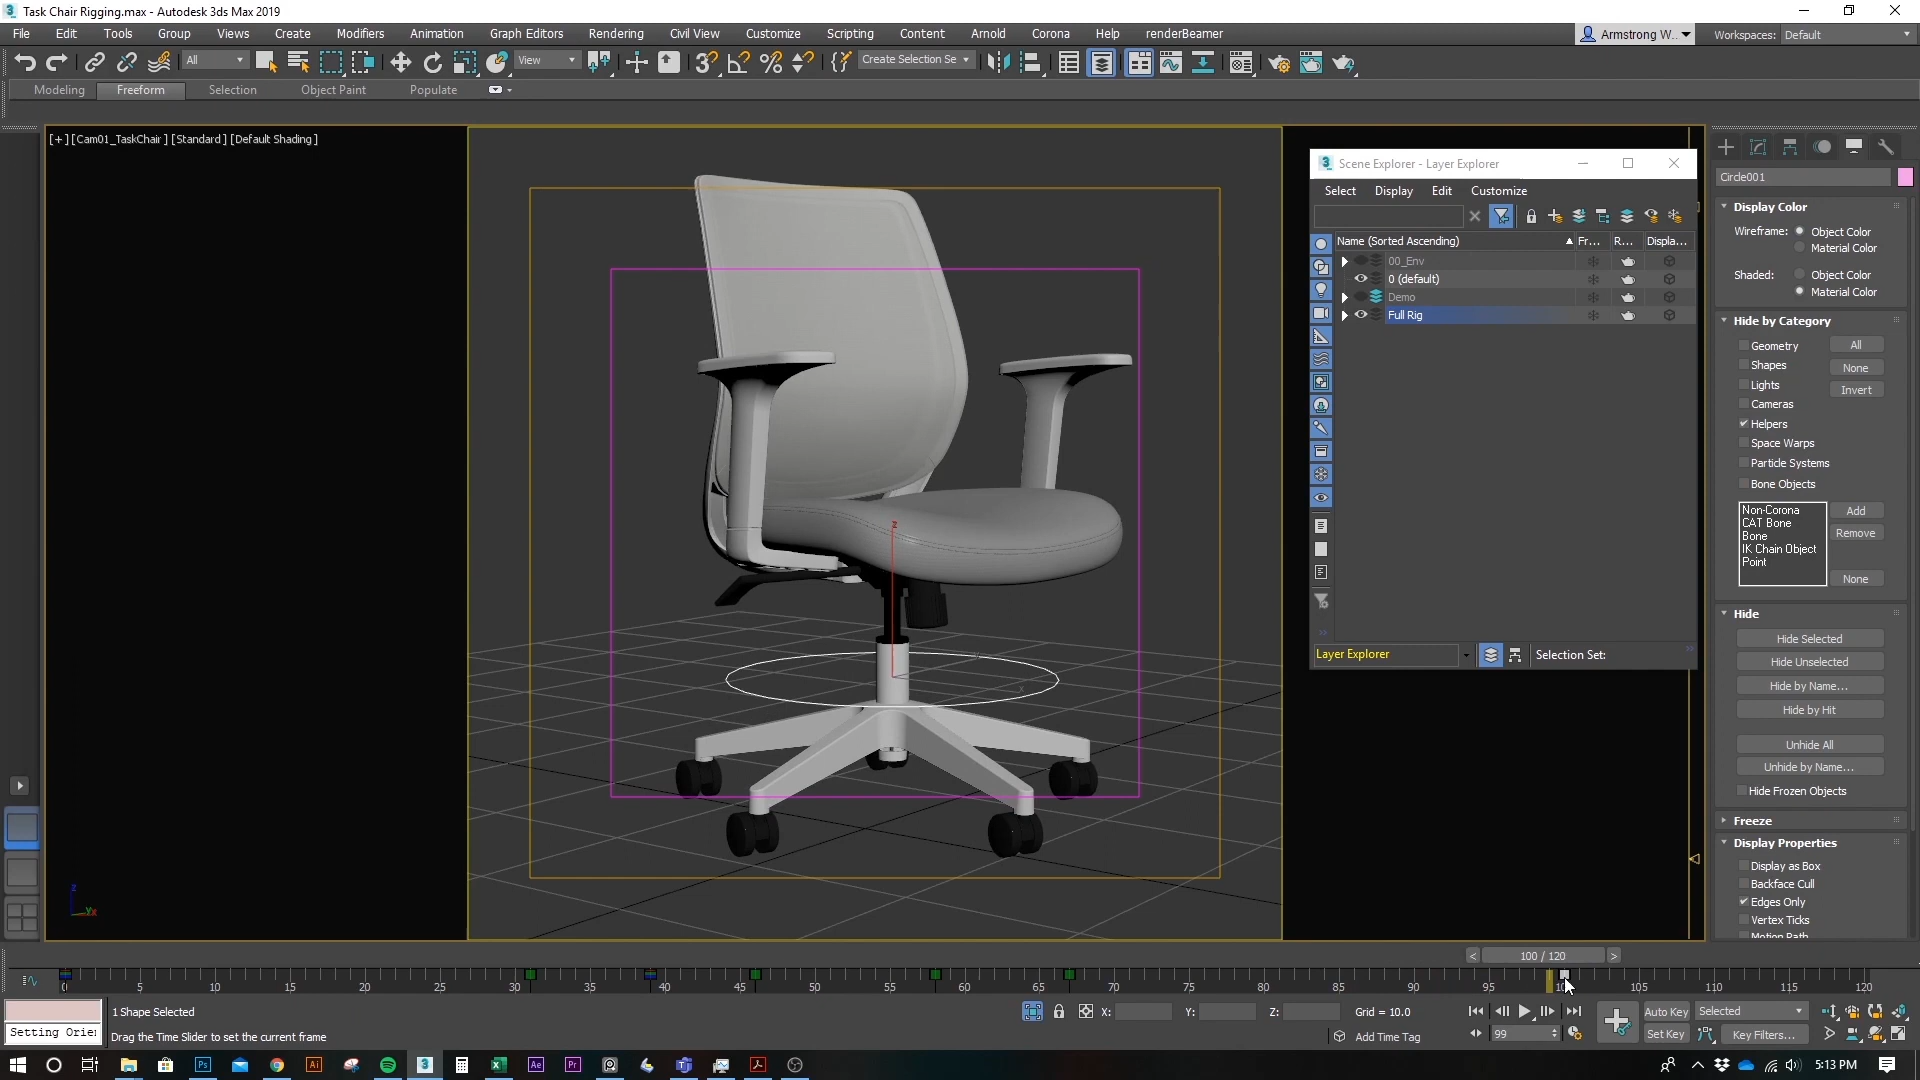 Task Chair Rigging.max - Autodesk 3ds Max 2019
File Edit Tools Group Views Create Modifiers Animation Graph Editors Rendering Civil View Customize Scripting Content Arnold Corona Help renderBeamer
Armstrong W... Workspaces: Default
All View Create Selection Se
Modeling Freeform Selection Object Paint Populate
[+] [Cam01_TaskChair] [Standard] [Default Shading]
Scene Explorer - Layer Explorer
Select Display Edit Customize
Name (Sorted Ascending) Fr... R... Displa...
00_Env
0 (default)
Demo
Full Rig
Layer Explorer Selection Set:
Circle001
Display Color
Wireframe: Object Color
Material Color
Shaded: Object Color
Material Color
Hide by Category
Geometry All
Shapes None
Lights Invert
Cameras
Helpers
Space Warps
Particle Systems
Bone Objects
Non-Corona Add
CAT Bone
Bone Remove
IK Chain Object
Point
None
Hide
Hide Selected
Hide Unselected
Hide by Name...
Hide by Hit
Unhide All
Unhide by Name...
Hide Frozen Objects
Freeze
Display Properties
Display as Box
Backface Cull
Edges Only
Vertex Ticks
Motion Path
z
z
< 100 / 120 >
0 5 10 15 20 25 30 35 40 45 50 55 60 65 70 75 80 85 90 95 105 110 115 120
1 Shape Selected X: Y: Z: Grid = 10.0 Auto Key Selected
Setting Orie Drag the Time Slider to set the current frame Add Time Tag 99 Set Key Key Filters...
5:13 PM